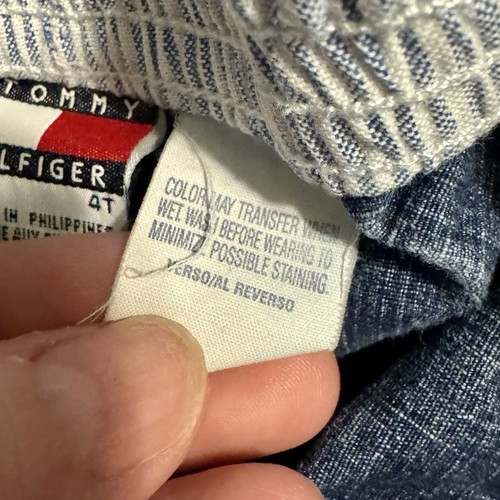 TOMMY
LFIGER
4T
IN PHILIPPINES
COLOR MAY TRANSFER WHEN
WET. WASH BEFORE WEARING TO
MINIMIZE POSSIBLE STAINING.
VERSO/AL REVERSO